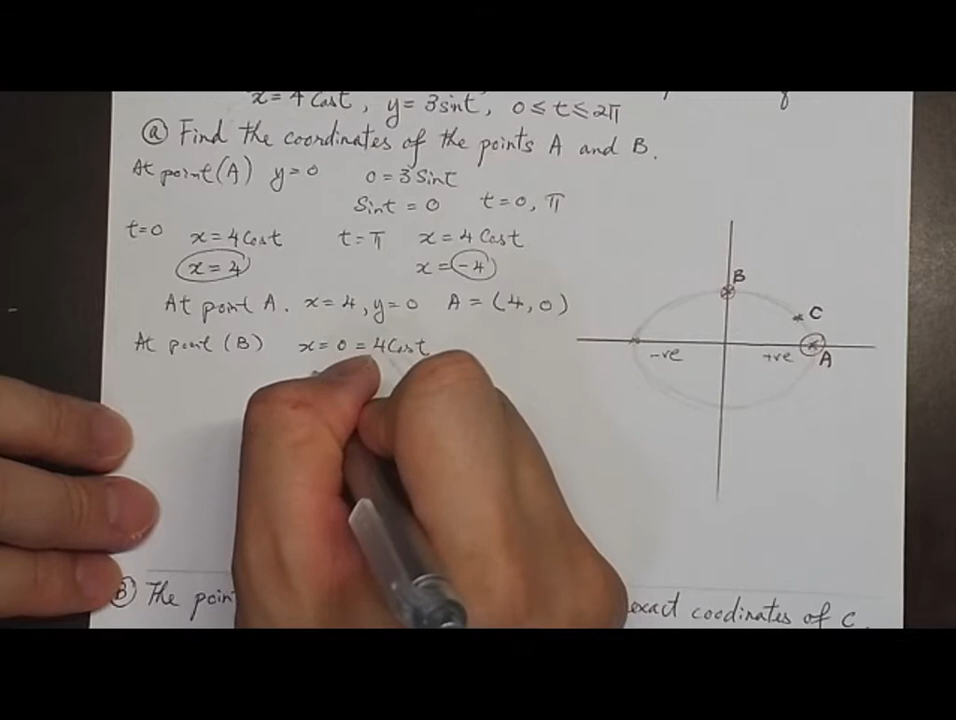 x = 4 Cost, y = 3 sint, 0 ≤ t ≤ 2π
ⓐ Find the coordinates of the points A and B.
At point (A) y = 0 0 = 3 Sint
Sint = 0 t = 0, π
t = 0 x = 4 Cost t = π x = 4 Cost
x = 4 x = -4
At point A. x = 4, y = 0 A = (4, 0)
At point (B) x = 0 = 4 Cost
B
C
-ve +ve A
Ⓑ The poin exact coodinates of C.